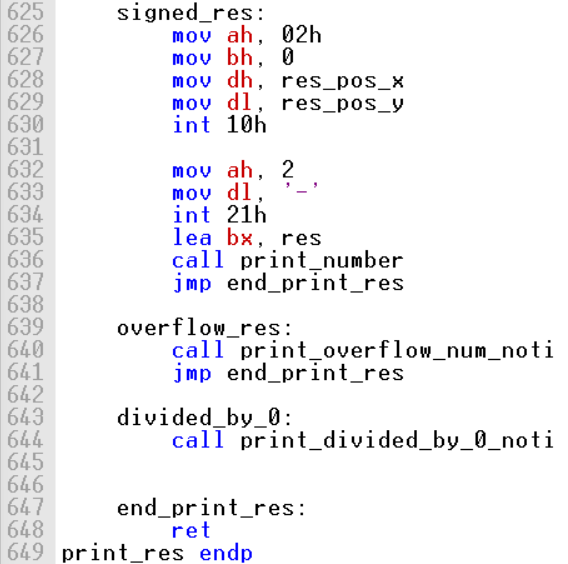 625     signed_res:
626         mov ah, 02h
627         mov bh, 0
628         mov dh, res_pos_x
629         mov dl, res_pos_y
630         int 10h
631
632         mov ah, 2
633         mov dl, '-'
634         int 21h
635         lea bx, res
636         call print_number
637         jmp end_print_res
638
639     overflow_res:
640         call print_overflow_num_noti
641         jmp end_print_res
642
643     divided_by_0:
644         call print_divided_by_0_noti
645
646
647     end_print_res:
648         ret
649 print_res endp